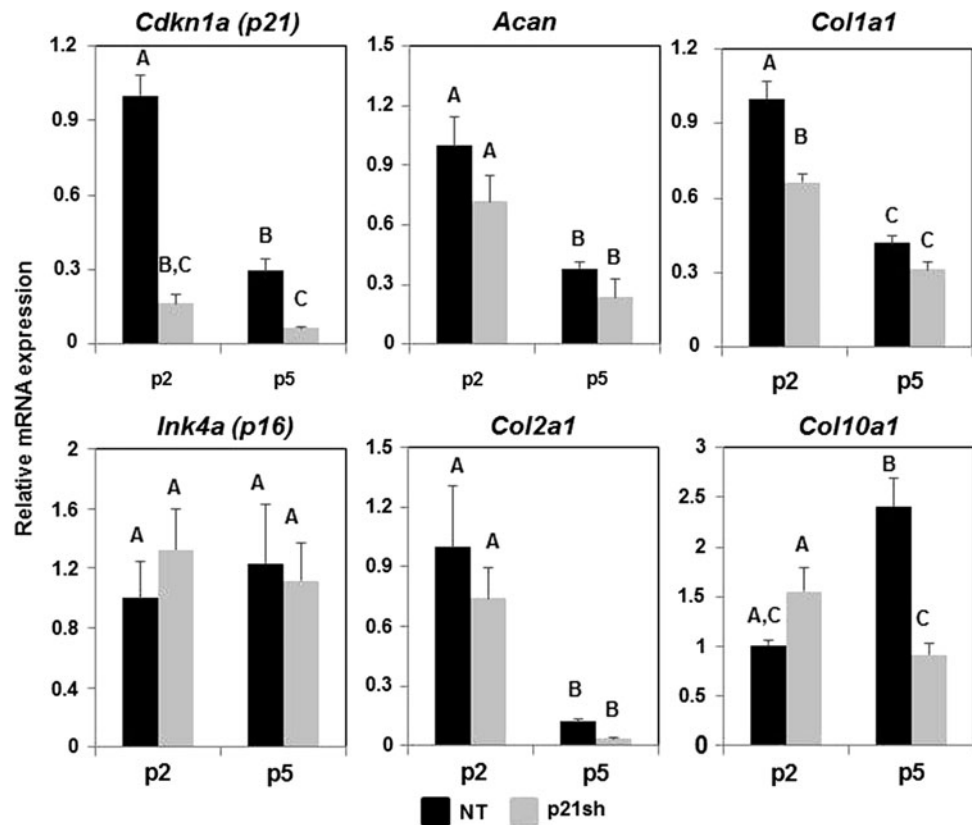 Cdkn1a (p21)
Acan
Col1a1
Relative mRNA expression
1.2
0.9
0.6
0.3
0
A
B,C
B
C
p2
p5
1.5
1.2
0.9
0.6
0.3
0
A
A
B
B
p2
p5
1.2
0.9
0.6
0.3
0
A
B
C
C
p2
p5
Ink4a (p16)
Col2a1
Col10a1
2
1.6
1.2
0.8
0.4
0
A
A
A
A
p2
p5
1.5
1.2
0.9
0.6
0.3
0
A
A
B
B
p2
p5
3
2.5
2
1.5
1
0.5
0
A,C
A
B
C
p2
p5
NT
p21sh